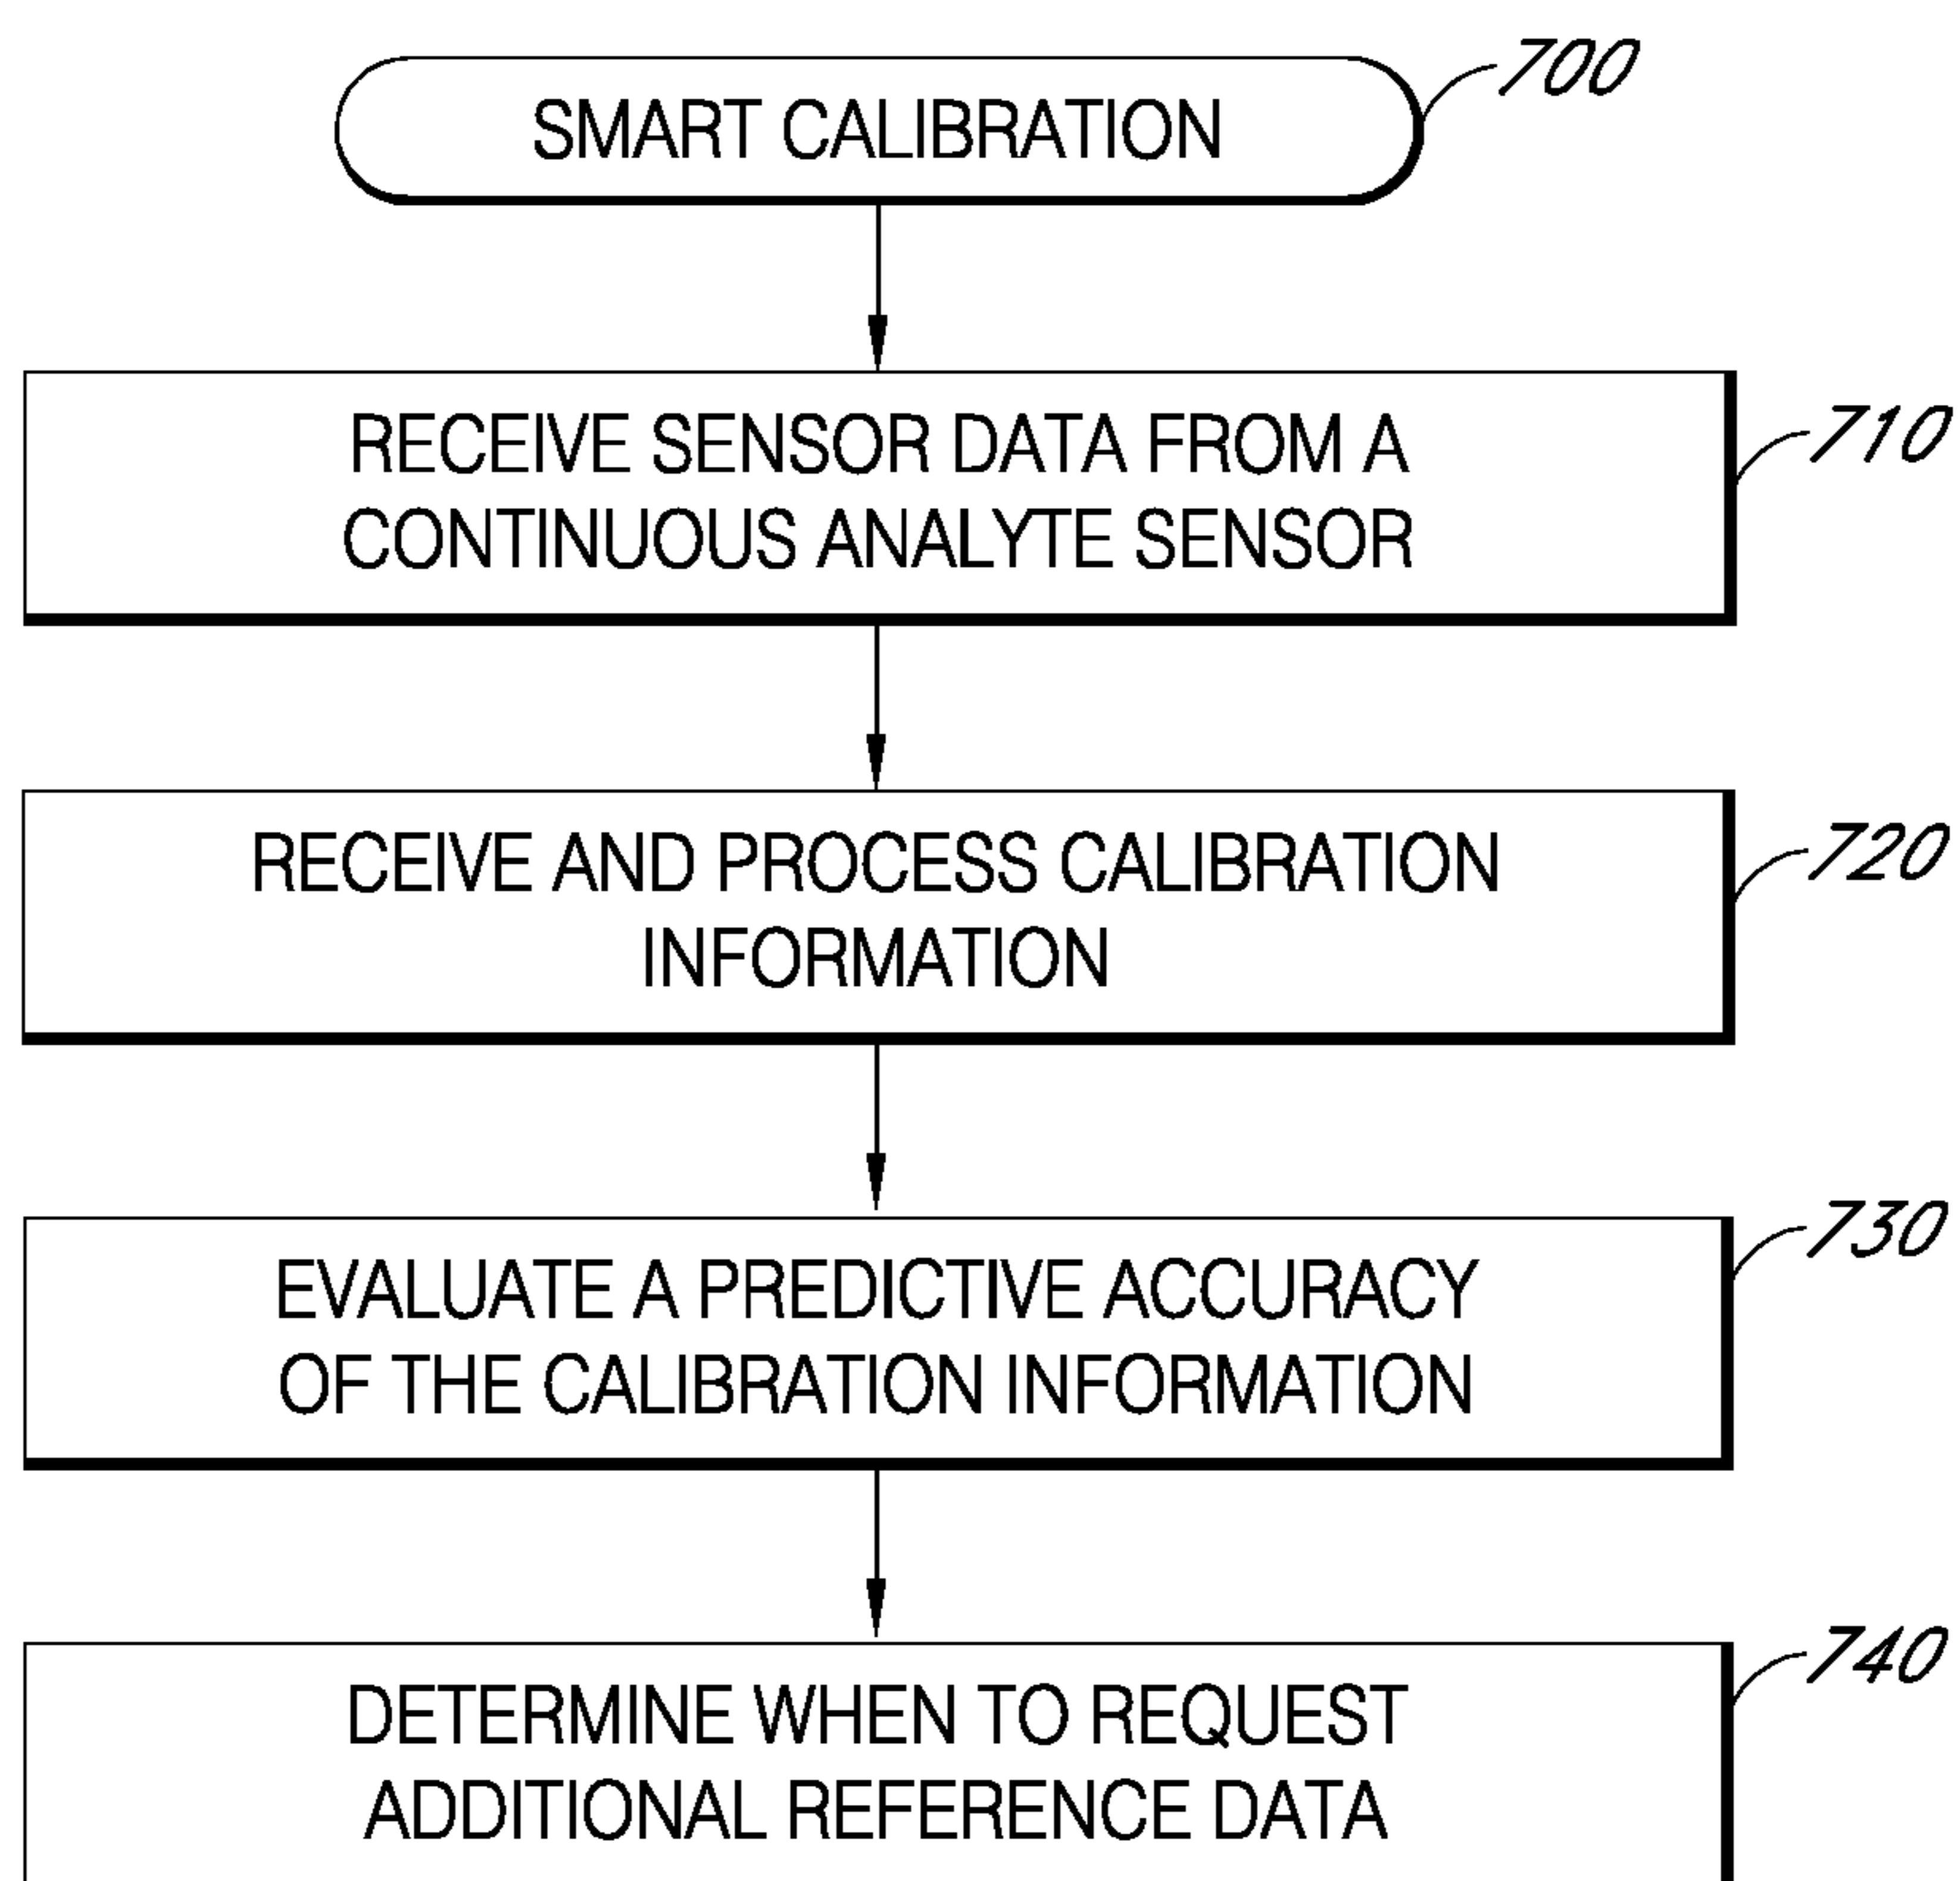 SMART CALIBRATION
700
RECEIVE SENSOR DATA FROM A
CONTINUOUS ANALYTE SENSOR
710
RECEIVE AND PROCESS CALIBRATION
INFORMATION
720
EVALUATE A PREDICTIVE ACCURACY
OF THE CALIBRATION INFORMATION
730
DETERMINE WHEN TO REQUEST
ADDITIONAL REFERENCE DATA
740